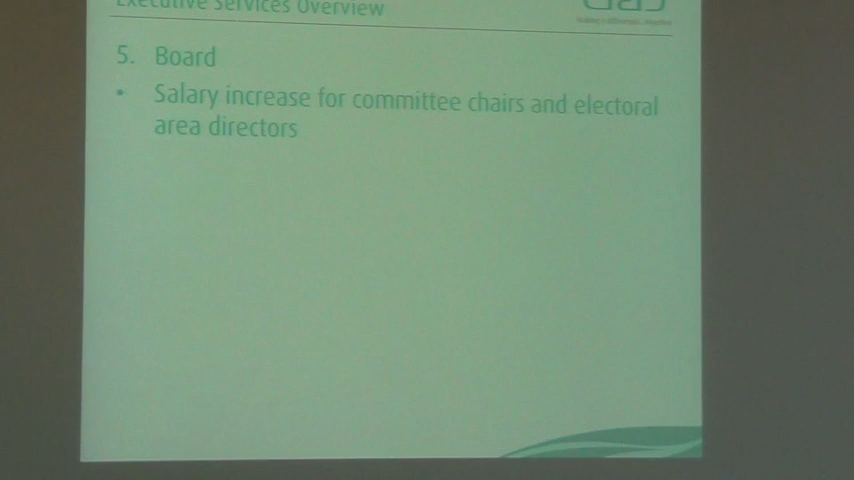 Executive Services Overview
5. Board
• Salary increase for committee chairs and electoral
area directors